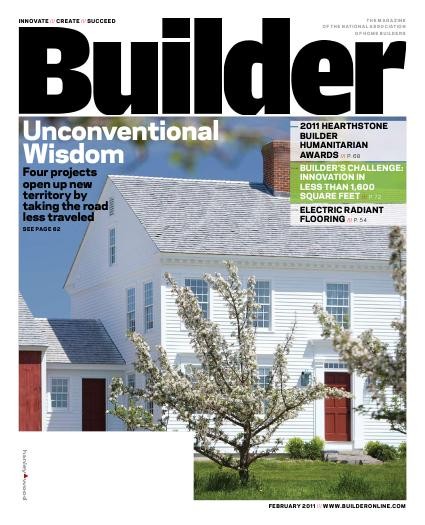 INNOVATE /// CREATE /// SUCCEED
THE MAGAZINE
OF THE NATIONAL ASSOCIATION
OF HOME BUILDERS
Builder
Unconventional
Wisdom
Four projects
open up new
territory by
taking the road
less traveled
SEE PAGE 62
2011 HEARTHSTONE
BUILDER
HUMANITARIAN
AWARDS /// P. 68
BUILDER'S CHALLENGE:
INNOVATION IN
LESS THAN 1,600
SQUARE FEET /// P. 72
ELECTRIC RADIANT
FLOORING /// P. 54
hanley wood
FEBRUARY 2011 /// WWW.BUILDERONLINE.COM